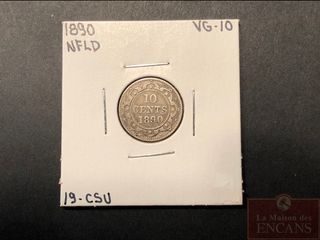 1890
NFLD
VG-10
10
CENTS
1890
19-CSU
La Maison des
ENCANS